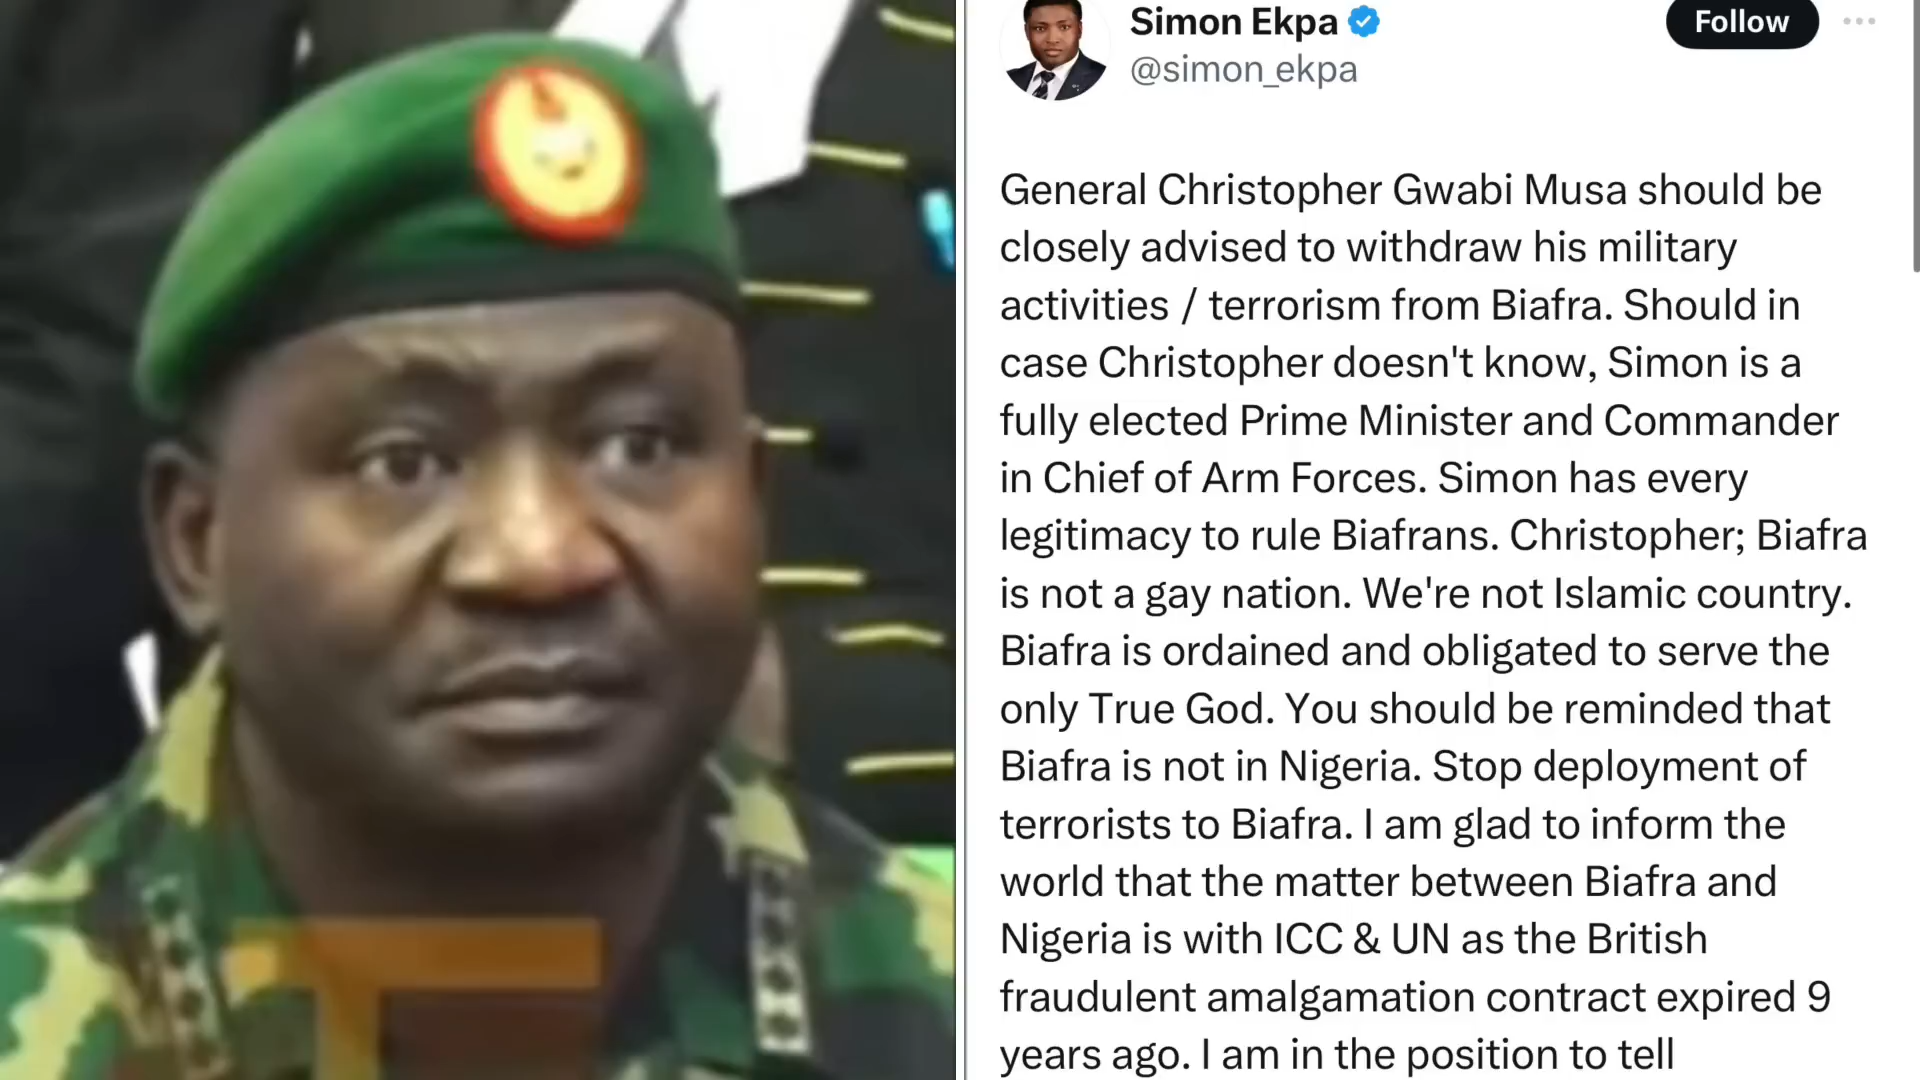 Simon Ekpa
Follow
@simon_ekpa
General Christopher Gwabi Musa should be
closely advised to withdraw his military
activities / terrorism from Biafra. Should in
case Christopher doesn't know, Simon is a
fully elected Prime Minister and Commander
in Chief of Arm Forces. Simon has every
legitimacy to rule Biafrans. Christopher; Biafra
is not a gay nation. We're not Islamic country.
Biafra is ordained and obligated to serve the
only True God. You should be reminded that
Biafra is not in Nigeria. Stop deployment of
terrorists to Biafra. I am glad to inform the
world that the matter between Biafra and
Nigeria is with ICC & UN as the British
fraudulent amalgamation contract expired 9
years ago. I am in the position to tell